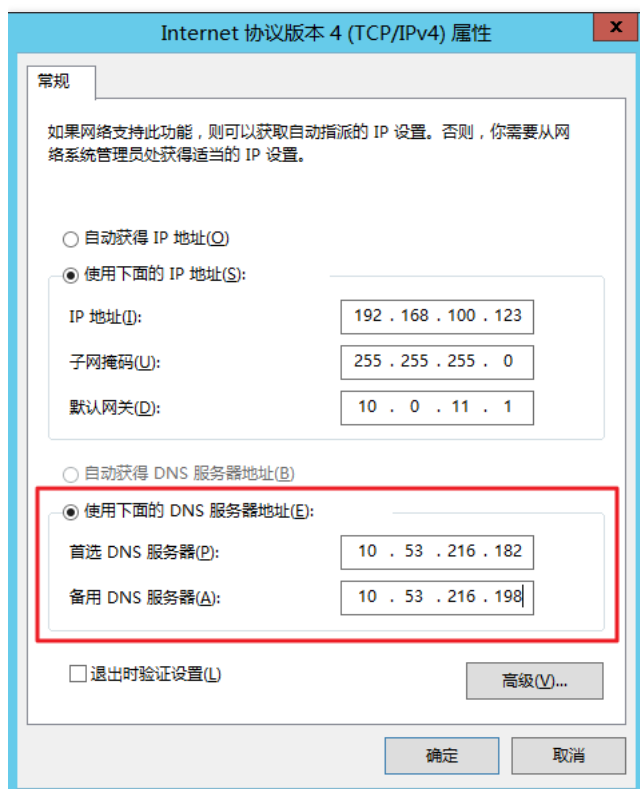 Internet 协议版本 4 (TCP/IPv4) 属性
x
常规
如果网络支持此功能，则可以获取自动指派的 IP 设置。否则，你需要从网
络系统管理员处获得适当的 IP 设置。
自动获得 IP 地址(O)
使用下面的 IP 地址(S):
IP 地址(I): 192 . 168 . 100 . 123
子网掩码(U): 255 . 255 . 255 . 0
默认网关(D): 10 . 0 . 11 . 1
自动获得 DNS 服务器地址(B)
使用下面的 DNS 服务器地址(E):
首选 DNS 服务器(P): 10 . 53 . 216 . 182
备用 DNS 服务器(A): 10 . 53 . 216 . 198
退出时验证设置(L)
高级(V)...
确定 取消